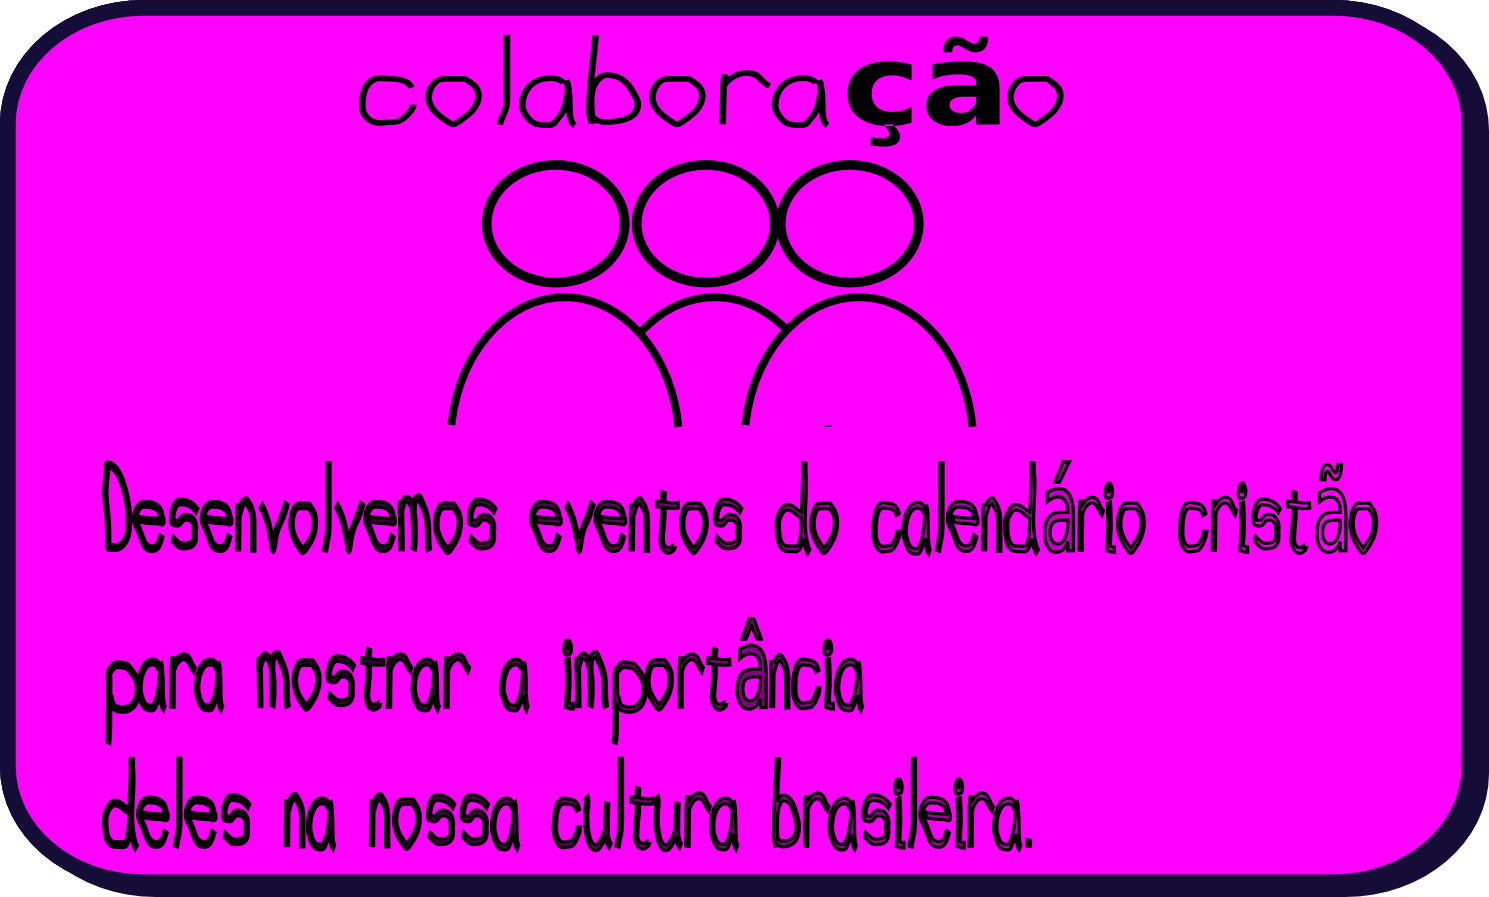 colaboração
Desenvolvemos eventos do calendário cristão
para mostrar a importância
deles na nossa cultura brasileira.